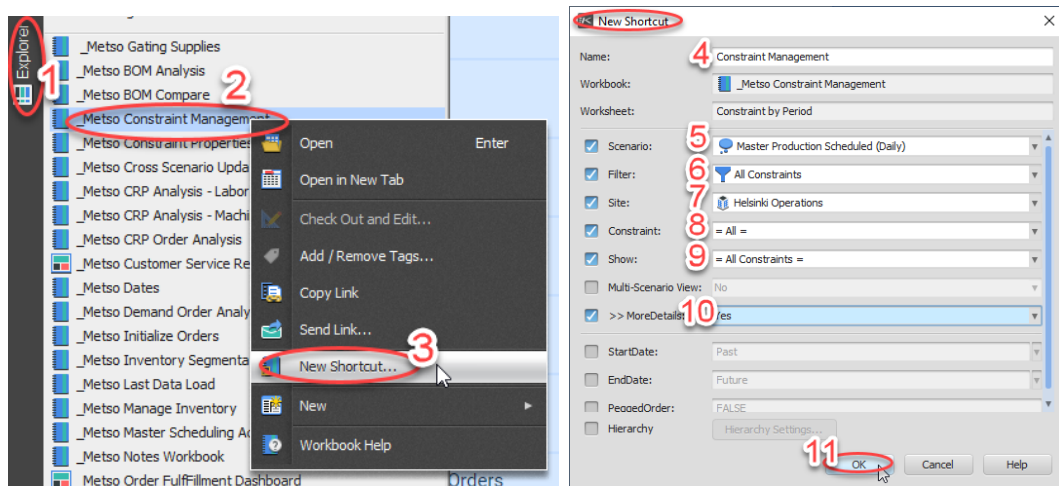 Explorer
1
_Metso Gating Supplies
_Metso BOM Analysis
_Metso BOM Compare
2
_Metso Constraint Management
_Metso Constraint Properties
_Metso Cross Scenario Upda
_Metso CRP Analysis - Labor
_Metso CRP Analysis - Machi
_Metso CRP Order Analysis
_Metso Customer Service Re
_Metso Dates
_Metso Demand Order Analy
_Metso Initialize Orders
_Metso Inventory Segmenta
_Metso Last Data Load
_Metso Manage Inventory
_Metso Master Scheduling Ac
_Metso Notes Workbook
_Metso Order FulfFillment Dashboard
Open Enter
Open in New Tab
Check Out and Edit...
Add / Remove Tags...
Copy Link
Send Link...
New Shortcut... 3
New
Workbook Help
Orders
New Shortcut
Name: 4 Constraint Management
Workbook: _Metso Constraint Management
Worksheet: Constraint by Period
Scenario: 5 Master Production Scheduled (Daily)
Filter: 6 All Constraints
Site: 7 Helsinki Operations
Constraint: 8 = All =
Show: 9 = All Constraints =
Multi-Scenario View: No
>> MoreDetails: 10 Yes
StartDate: Past
EndDate: Future
PeggedOrder: FALSE
Hierarchy Hierarchy Settings...
11 OK Cancel Help